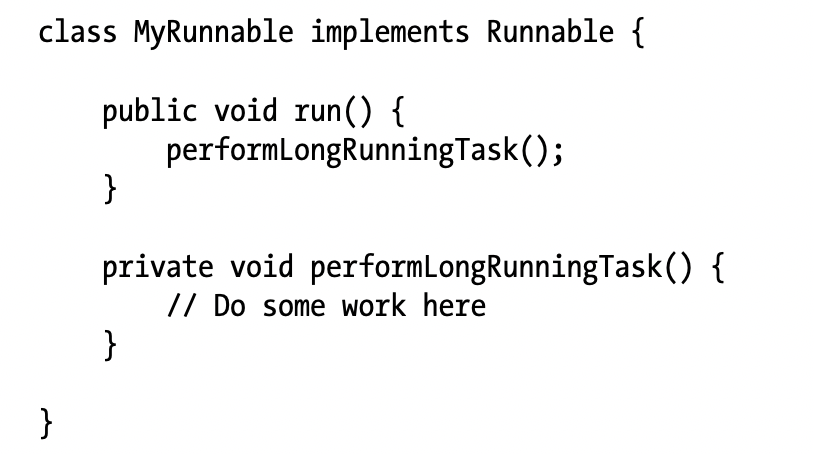 class MyRunnable implements Runnable {
public void run() {
performLongRunningTask();
}
private void performLongRunningTask() {
// Do some work here
}
}